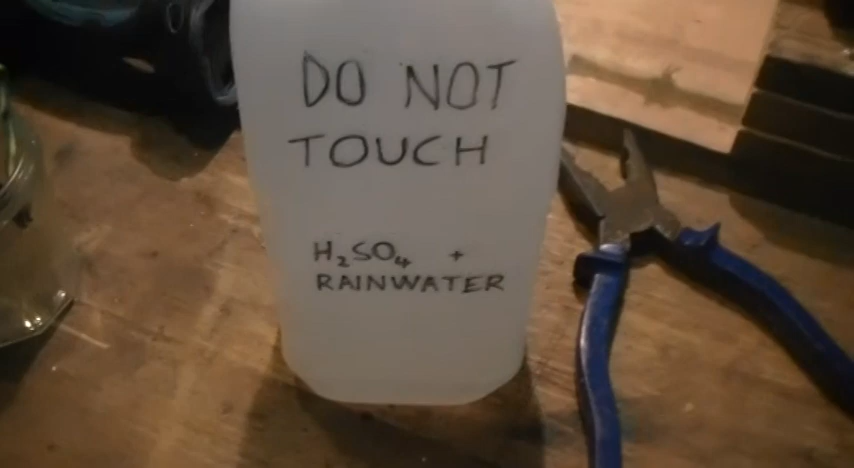 DO NOT
TOUCH
H₂SO₄ +
RAINWATER